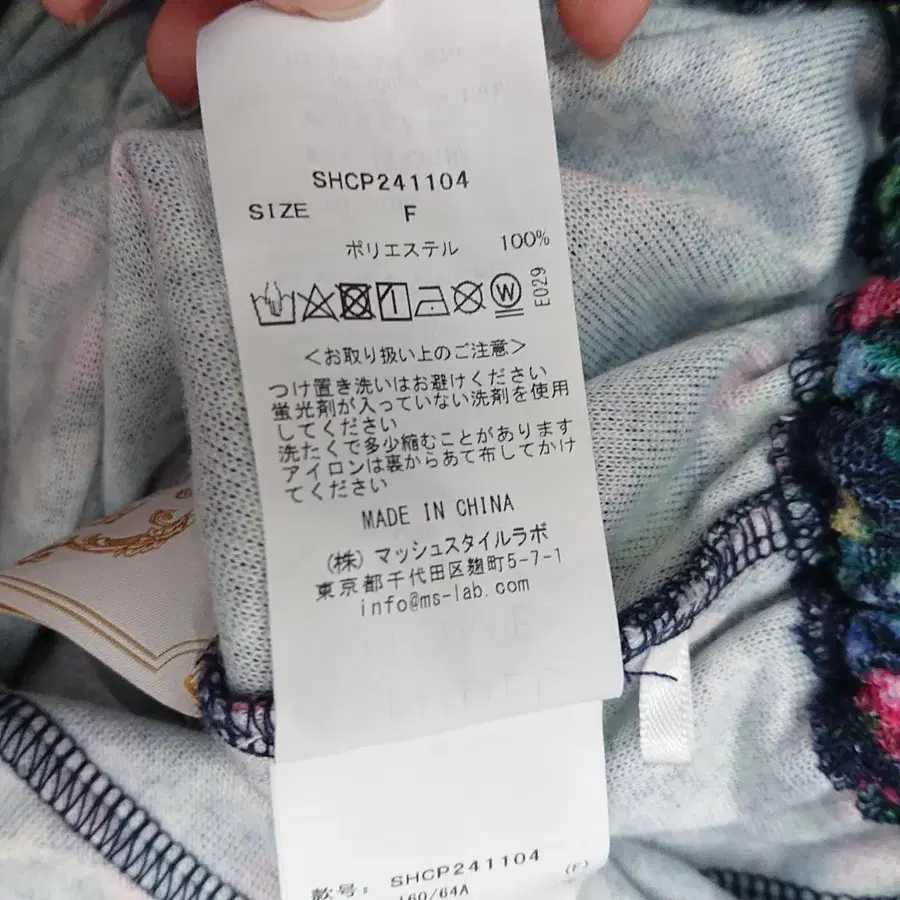 SHCP241104
SIZE F
ポリエステル 100%
W
E029
＜お取り扱い上のご注意＞
つけ置き洗いはお避けください
蛍光剤が入っていない洗剤を使用
してください
洗たくで多少縮むことがあります
アイロンは裏からあて布してかけ
てください
MADE IN CHINA
(株) マッシュスタイルラボ
東京都千代田区麹町5-7-1
info@ms-lab.com
款号: SHCP241104 (F)
160/64A